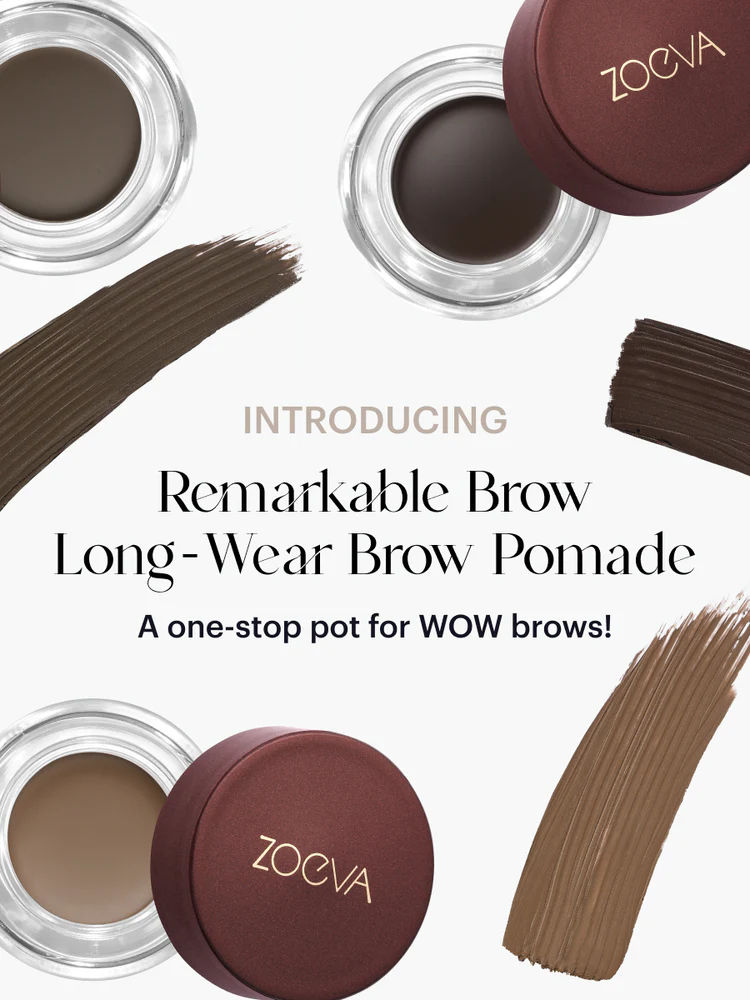 ZOEVA
INTRODUCING
Remarkable Brow
Long-Wear Brow Pomade
A one-stop pot for WOW brows!
ZOEVA